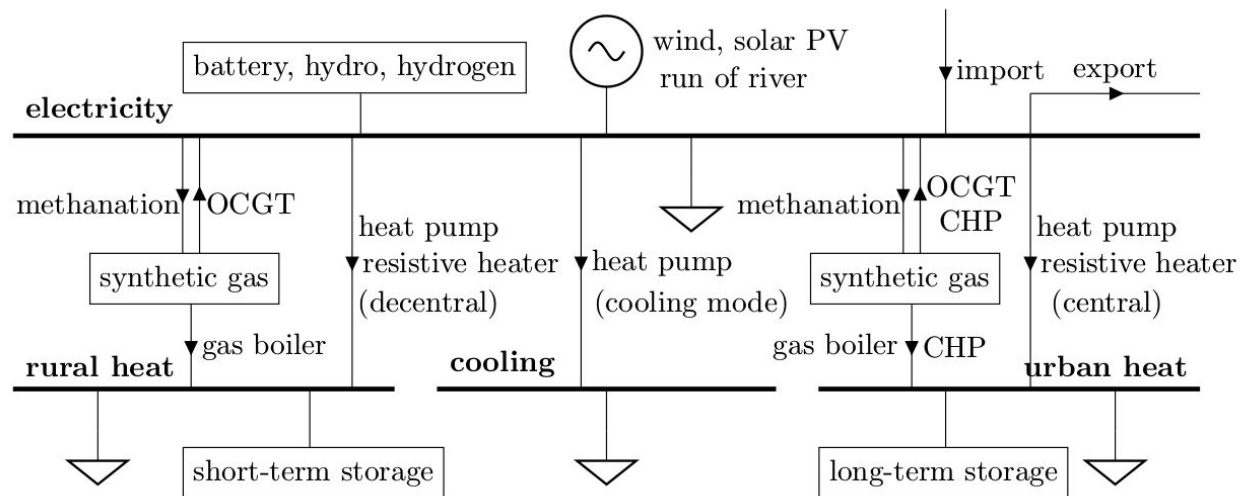 battery, hydro, hydrogen
wind, solar PV
run of river
import
export
electricity
methanation
OCGT
heat pump
resistive heater
(decentral)
synthetic gas
gas boiler
heat pump
(cooling mode)
methanation
OCGT
CHP
synthetic gas
gas boiler
CHP
heat pump
resistive heater
(central)
rural heat
cooling
urban heat
short-term storage
long-term storage